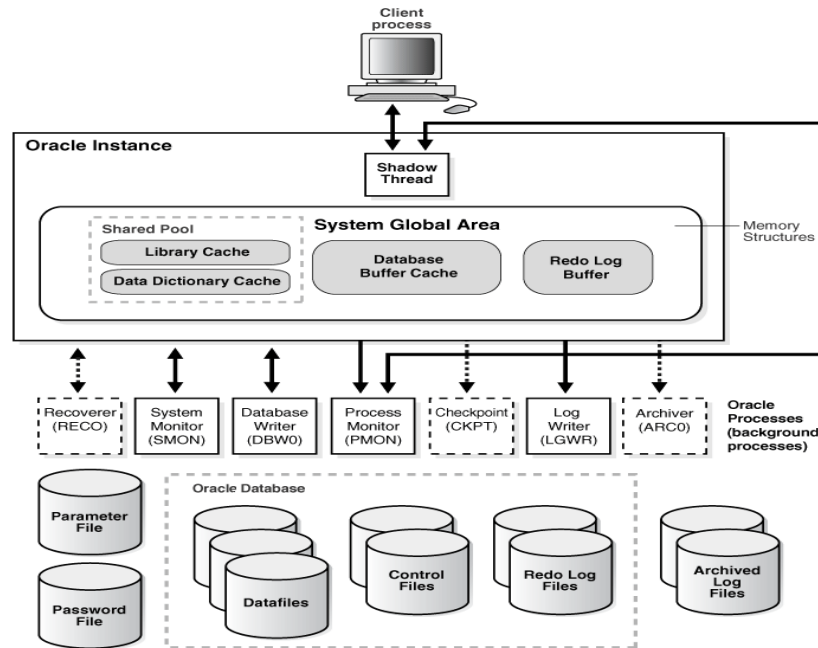 Client
process
Oracle Instance
Shadow
Thread
System Global Area
Shared Pool
Library Cache
Data Dictionary Cache
Database
Buffer Cache
Redo Log
Buffer
Memory
Structures
Recoverer
(RECO)
System
Monitor
(SMON)
Database
Writer
(DBW0)
Process
Monitor
(PMON)
Checkpoint
(CKPT)
Log
Writer
(LGWR)
Archiver
(ARC0)
Oracle
Processes
(background
processes)
Parameter
File
Password
File
Oracle Database
Datafiles
Control
Files
Redo Log
Files
Archived
Log
Files